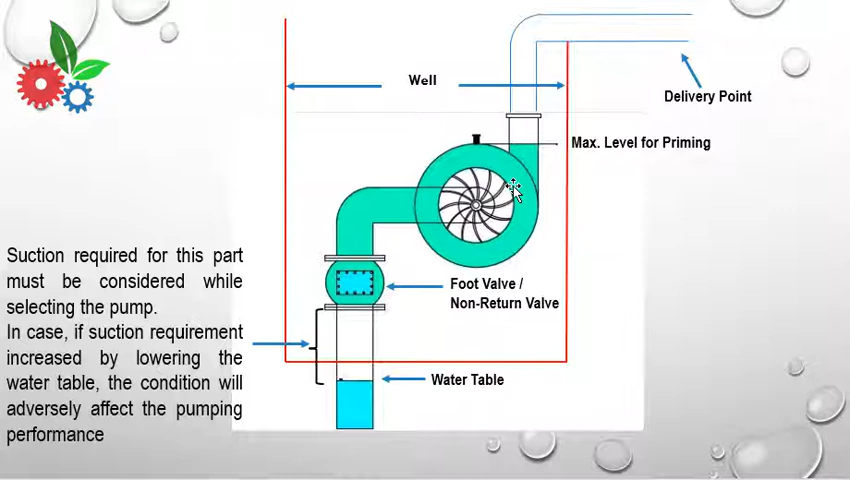 Well
Delivery Point
Max. Level for Priming
Suction required for this part
must be considered while
selecting the pump.
In case, if suction requirement
increased by lowering the
water table, the condition will
adversely affect the pumping
performance
Foot Valve /
Non-Return Valve
Water Table